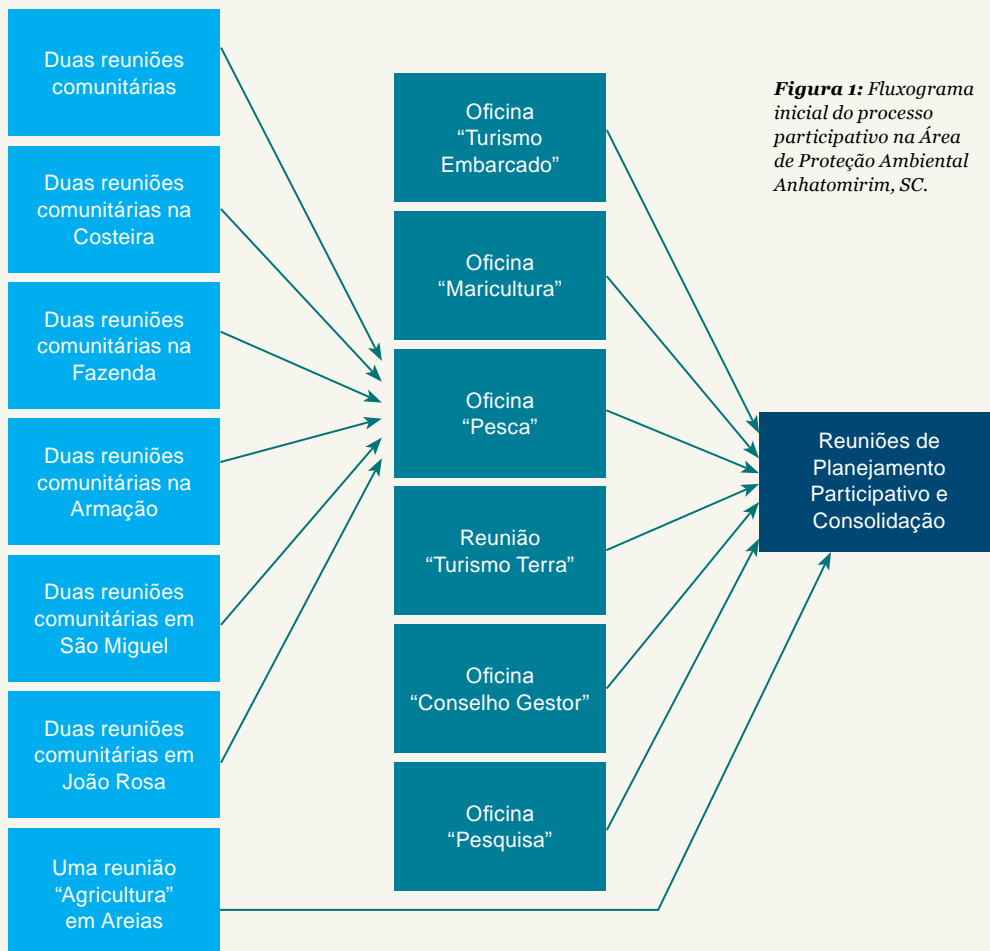 Duas reuniões
comunitárias
Duas reuniões
comunitárias na
Costeira
Duas reuniões
comunitárias na
Fazenda
Duas reuniões
comunitárias na
Armação
Duas reuniões
comunitárias em
São Miguel
Duas reuniões
comunitárias em
João Rosa
Uma reunião
“Agricultura”
em Areias
Oficina
“Turismo
Embarcado”
Oficina
“Maricultura”
Oficina
“Pesca”
Reunião
“Turismo Terra”
Oficina
“Conselho Gestor”
Oficina
“Pesquisa”
Reuniões de
Planejamento
Participativo e
Consolidação
Figura 1: Fluxograma
inicial do processo
participativo na Área
de Proteção Ambiental
Anhatomirim, SC.